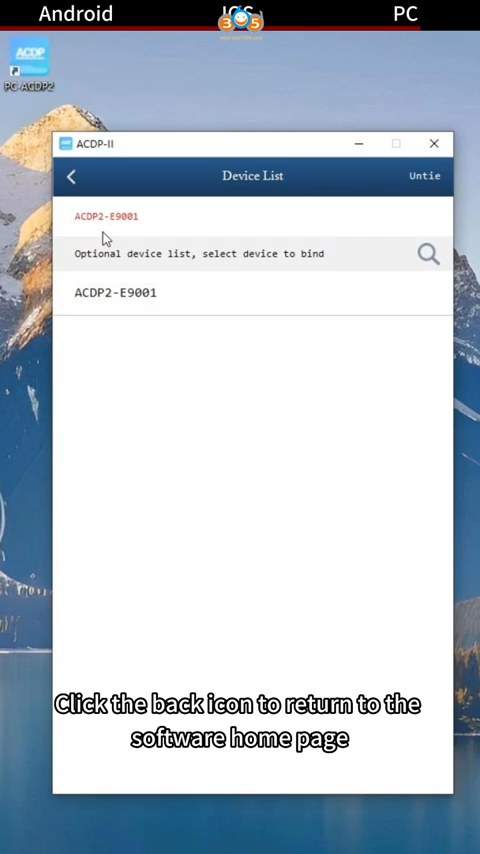 Android
PC
305
ACDP
PC-ACDP2
ACDP-II
Device List
Untie
ACDP2-E9001
Optional device list, select device to bind
ACDP2-E9001
Click the back icon to return to the
software home page